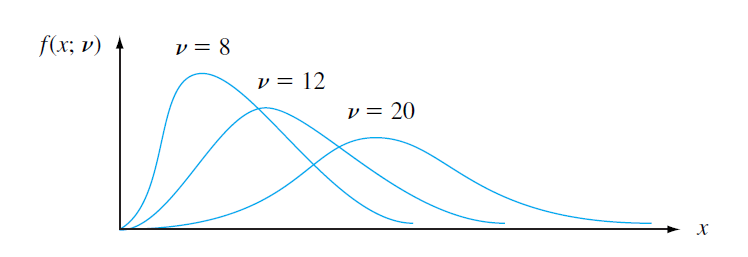 f(x; ν)
ν = 8
ν = 12
ν = 20
x